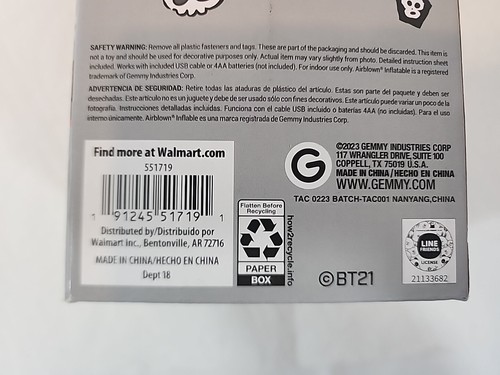 SAFETY WARNING: Remove all plastic fasteners and tags. These are part of the packaging and should be discarded. This item is
not a toy and should be used for decorative purposes only. Actual item may vary slightly from photo. Detailed instruction sheet
included. Works with included USB cable or 4AA batteries (not included). For indoor use only. Airblown® Inflatable is a registered
trademark of Gemmy Industries Corp.
ADVERTENCIA DE SEGURIDAD: Retire todas las ataduras de plástico del artículo. Estas son parte del paquete y deben ser
desechadas. Este artículo no es un juguete y debe de ser usado sólo con fines decorativos. Este artículo puede variar un poco de la
fotografía. Instrucciones detalladas incluidas. Funciona con el cable USB incluido o baterías 4AA (no incluidas). Para el uso
interno únicamente. Airblown® Inflable es una marca registrada de Gemmy Industries Corp.
Find more at Walmart.com
551719
1 91245 51719 1
Distributed by/Distribuido por
Walmart Inc., Bentonville, AR 72716
MADE IN CHINA/HECHO EN CHINA
Dept 18
Flatten Before
Recycling
PAPER
BOX
how2recycle.info
G
©2023 GEMMY INDUSTRIES CORP
117 WRANGLER DRIVE, SUITE 100
COPPELL, TX 75019 U.S.A.
MADE IN CHINA / HECHO EN CHINA
WWW.GEMMY.COM
TAC 0223 BATCH-TAC001 NANYANG,CHINA
©BT21
LINE
FRIENDS
LICENSE
21133682